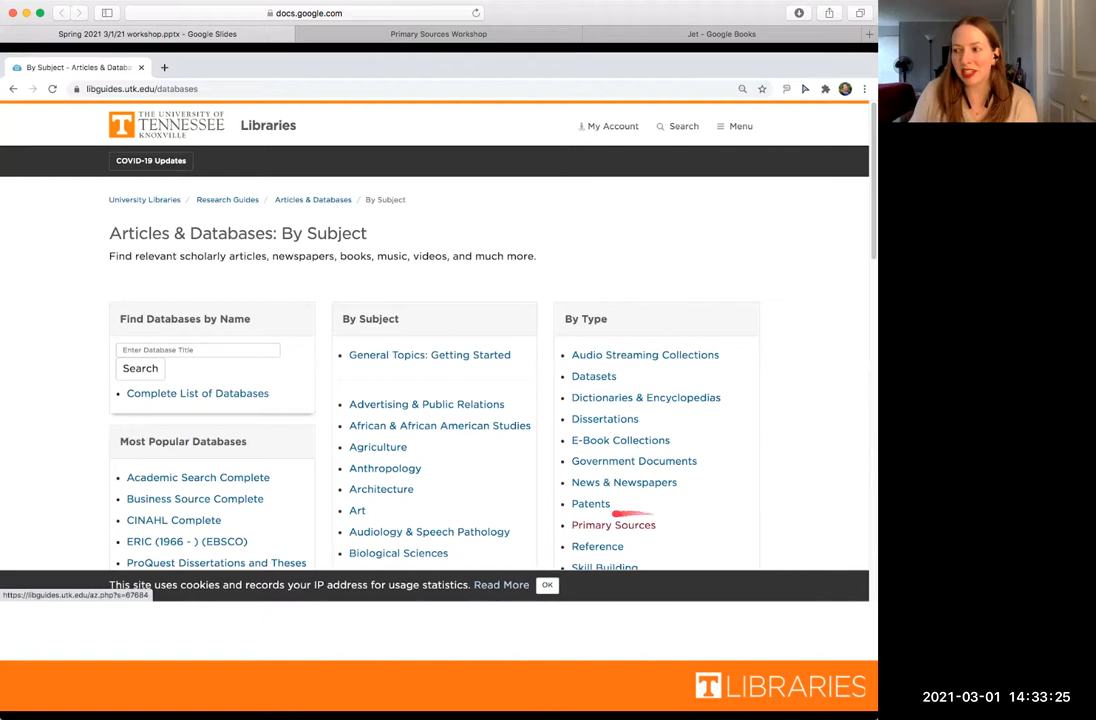 docs.google.com
Spring 2021 3/1/21 workshop.pptx - Google Slides
Primary Sources Workshop
Jet - Google Books
By Subject - Articles & Databa
libguides.utk.edu/databases
THE UNIVERSITY OF
TENNESSEE
KNOXVILLE
Libraries
My Account
Search
Menu
COVID-19 Updates
University Libraries / Research Guides / Articles & Databases / By Subject
Articles & Databases: By Subject
Find relevant scholarly articles, newspapers, books, music, videos, and much more.
Find Databases by Name
Enter Database Title
Search
Complete List of Databases
Most Popular Databases
Academic Search Complete
Business Source Complete
CINAHL Complete
ERIC (1966 - ) (EBSCO)
ProQuest Dissertations and Theses
By Subject
General Topics: Getting Started
Advertising & Public Relations
African & African American Studies
Agriculture
Anthropology
Architecture
Art
Audiology & Speech Pathology
Biological Sciences
By Type
Audio Streaming Collections
Datasets
Dictionaries & Encyclopedias
Dissertations
E-Book Collections
Government Documents
News & Newspapers
Patents
Primary Sources
Reference
Skill Building
This site uses cookies and records your IP address for usage statistics. Read More OK
https://libguides.utk.edu/az.php?s=67684
T LIBRARIES
2021-03-01 14:33:25